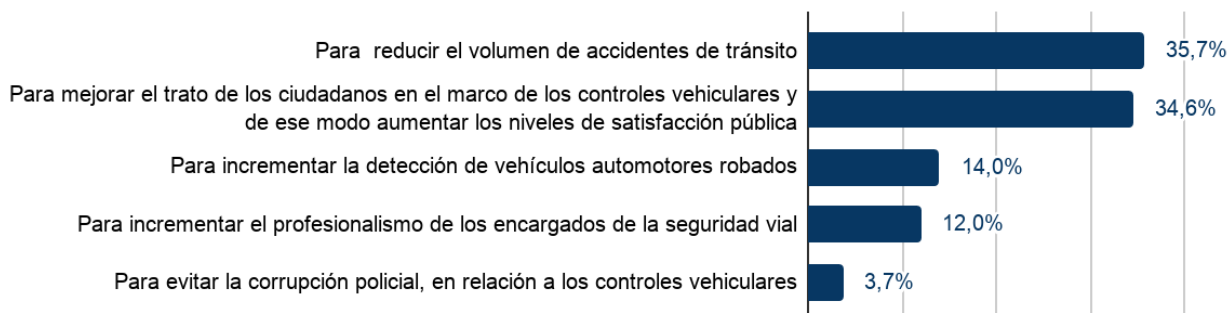 Para reducir el volumen de accidentes de tránsito 35,7%
Para mejorar el trato de los ciudadanos en el marco de los controles vehiculares y
de ese modo aumentar los niveles de satisfacción pública 34,6%
Para incrementar la detección de vehículos automotores robados 14,0%
Para incrementar el profesionalismo de los encargados de la seguridad vial 12,0%
Para evitar la corrupción policial, en relación a los controles vehiculares 3,7%